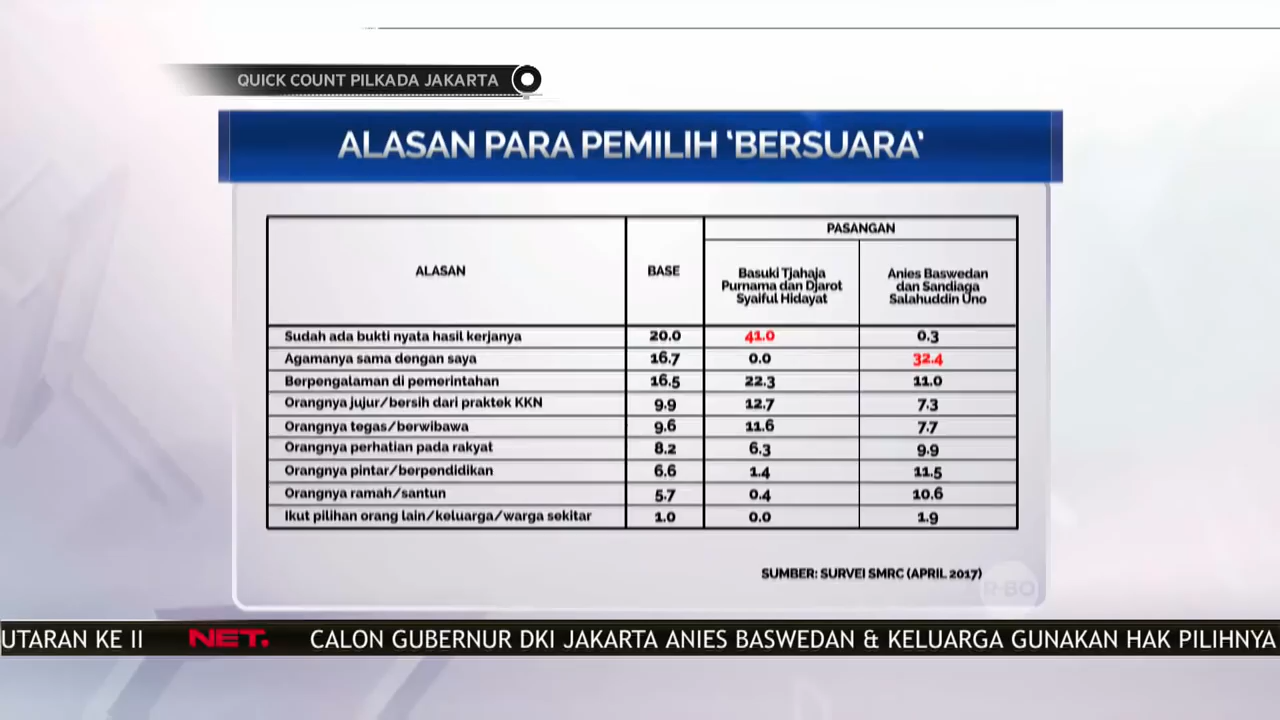 QUICK COUNT PILKADA JAKARTA
ALASAN PARA PEMILIH ‘BERSUARA’
ALASAN BASE PASANGAN
Basuki Tjahaja
Purnama dan Djarot
Syaiful Hidayat
Anies Baswedan
dan Sandiaga
Salahuddin Uno
Sudah ada bukti nyata hasil kerjanya 20.0 41.0 0.3
Agamanya sama dengan saya 16.7 0.0 32.4
Berpengalaman di pemerintahan 16.5 22.3 11.0
Orangnya jujur/bersih dari praktek KKN 9.9 12.7 7.3
Orangnya tegas/berwibawa 9.6 11.6 7.7
Orangnya perhatian pada rakyat 8.2 6.3 9.9
Orangnya pintar/berpendidikan 6.6 1.4 11.5
Orangnya ramah/santun 5.7 0.4 10.6
Ikut pilihan orang lain/keluarga/warga sekitar 1.0 0.0 1.9
SUMBER: SURVEI SMRC (APRIL 2017)
UTARAN KE II NET. CALON GUBERNUR DKI JAKARTA ANIES BASWEDAN & KELUARGA GUNAKAN HAK PILIHNYA